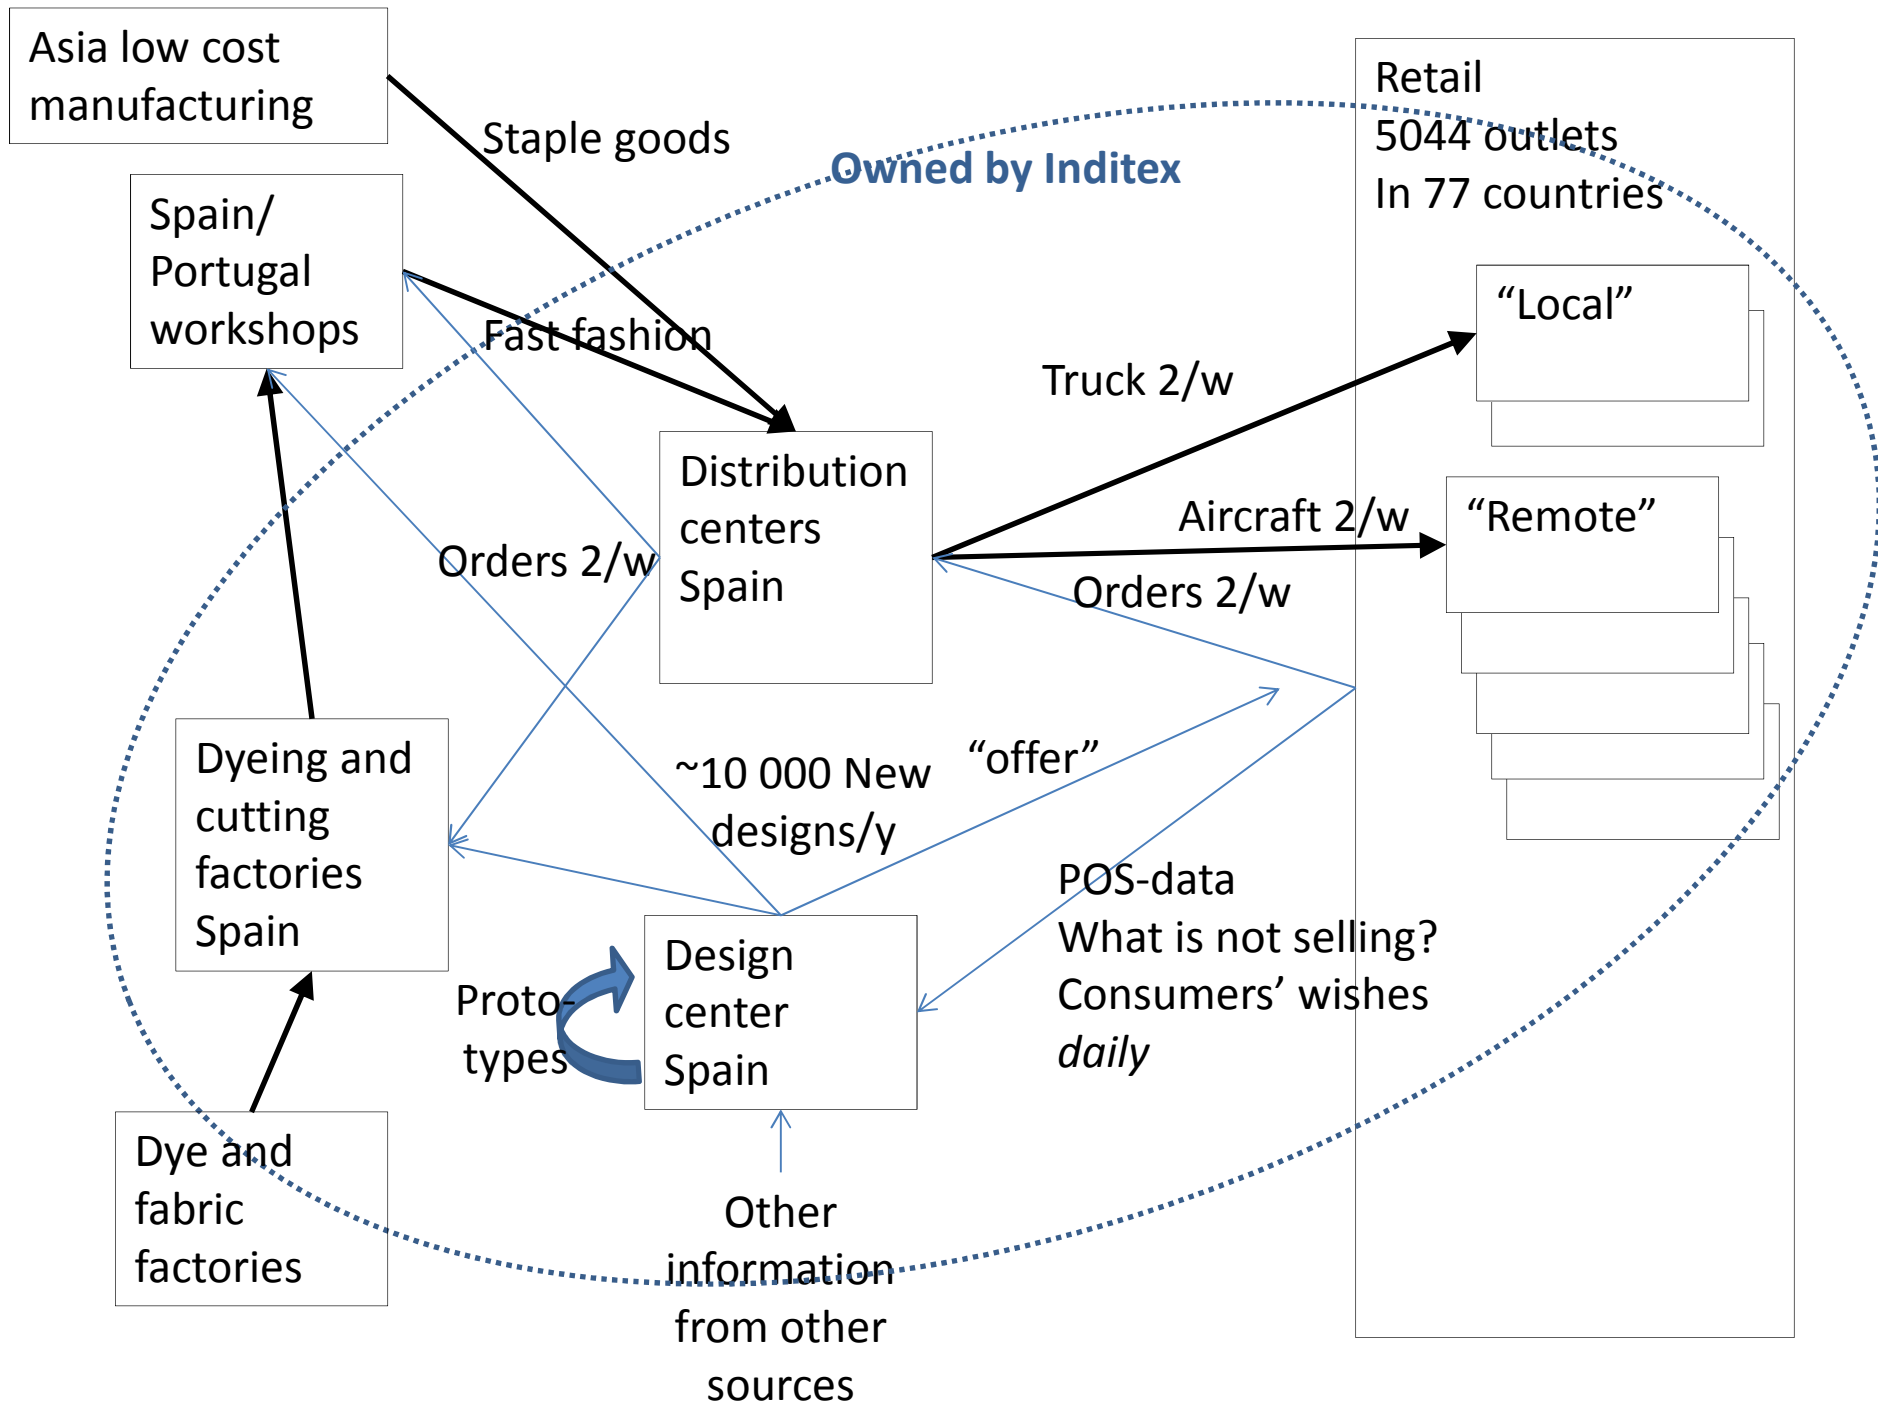 Asia low cost
manufacturing
Staple goods
Owned by Inditex
Retail
5044 outlets
In 77 countries
Spain/
Portugal
workshops
Fast fashion
“Local”
Truck 2/w
Distribution
centers
Spain
Aircraft 2/w
“Remote”
Orders 2/w
Orders 2/w
Dyeing and
cutting
factories
Spain
~10 000 New
designs/y
“offer”
POS-data
What is not selling?
Consumers’ wishes
daily
Proto-
types
Design
center
Spain
Dye and
fabric
factories
Other
information
from other
sources